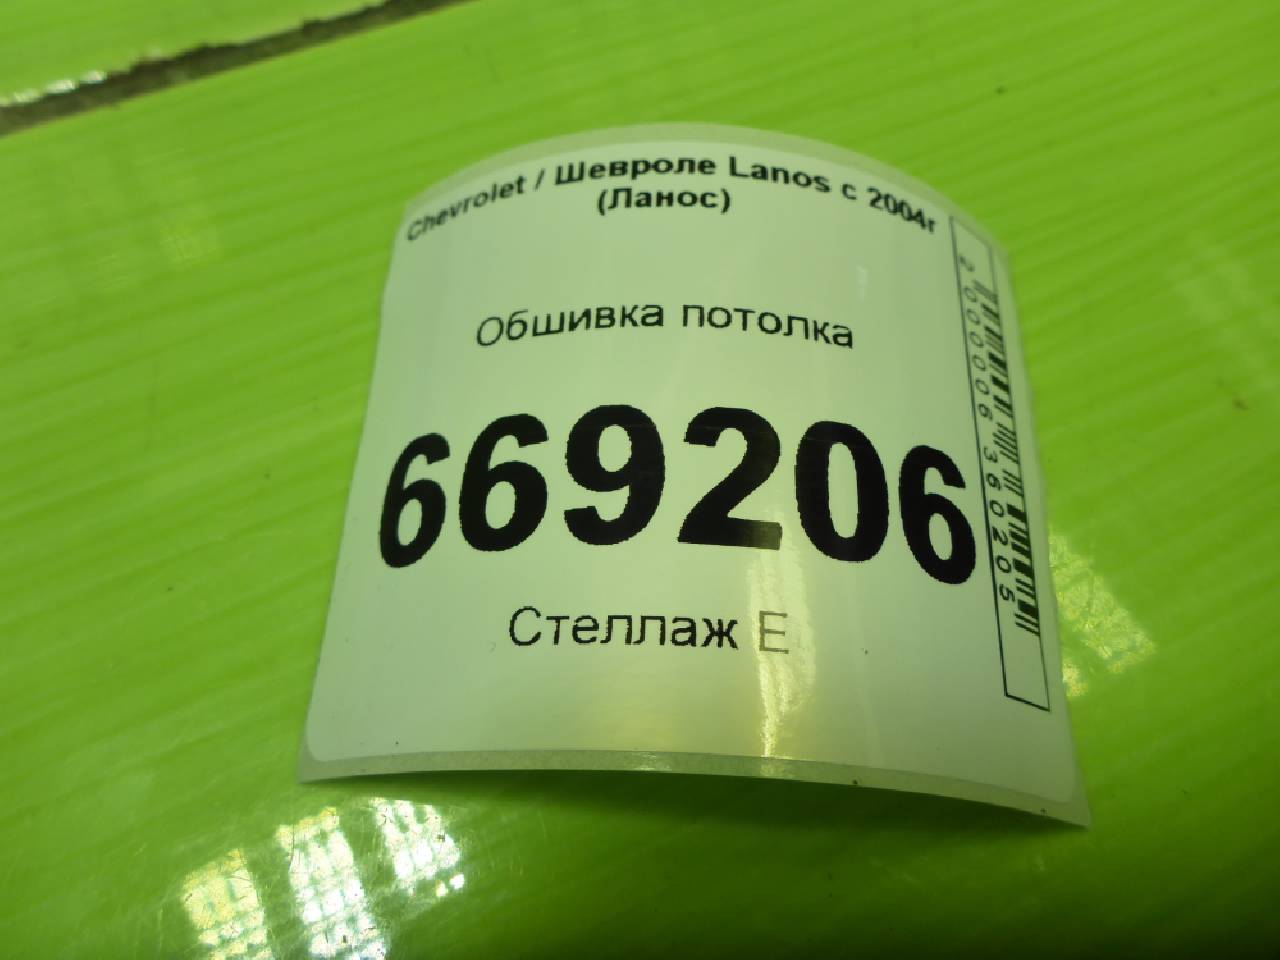 Chevrolet / Шевроле Lanos с 2004г
(Ланос)
Обшивка потолка
669206
Стеллаж Е
2000006360205